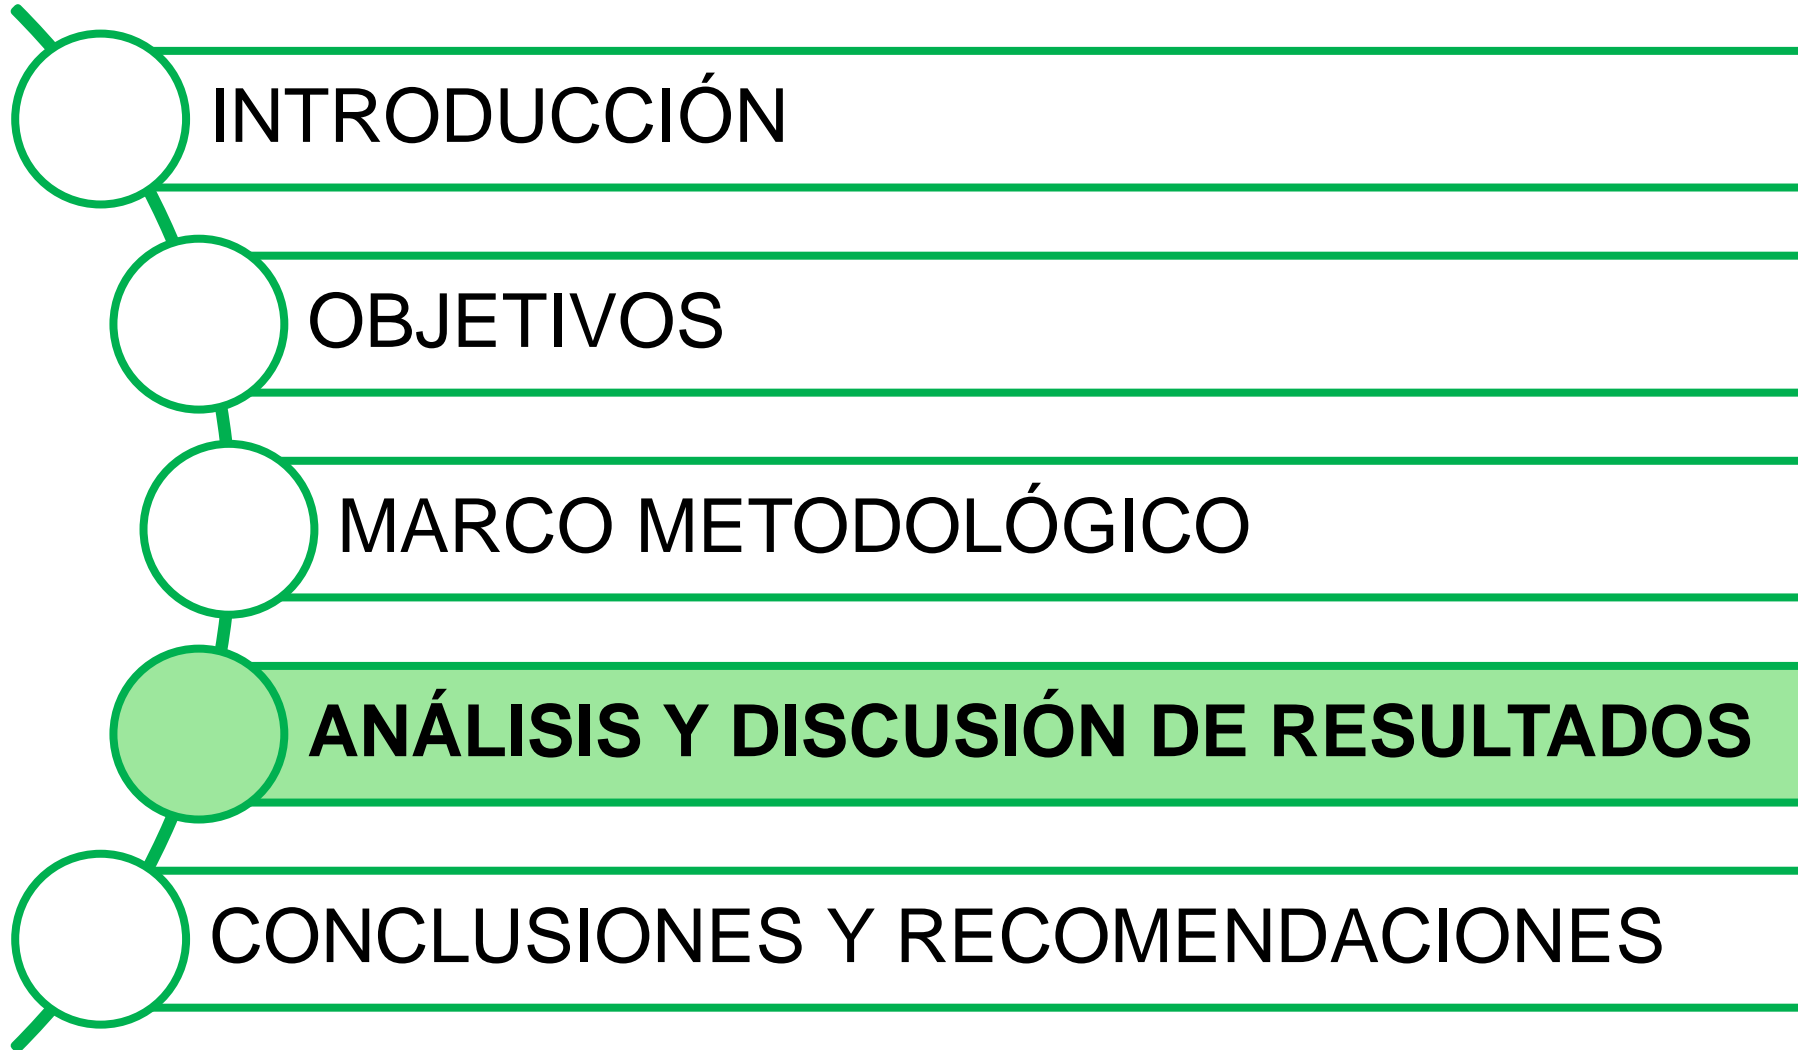 INTRODUCCIÓN
OBJETIVOS
MARCO METODOLÓGICO
ANÁLISIS Y DISCUSIÓN DE RESULTADOS
CONCLUSIONES Y RECOMENDACIONES